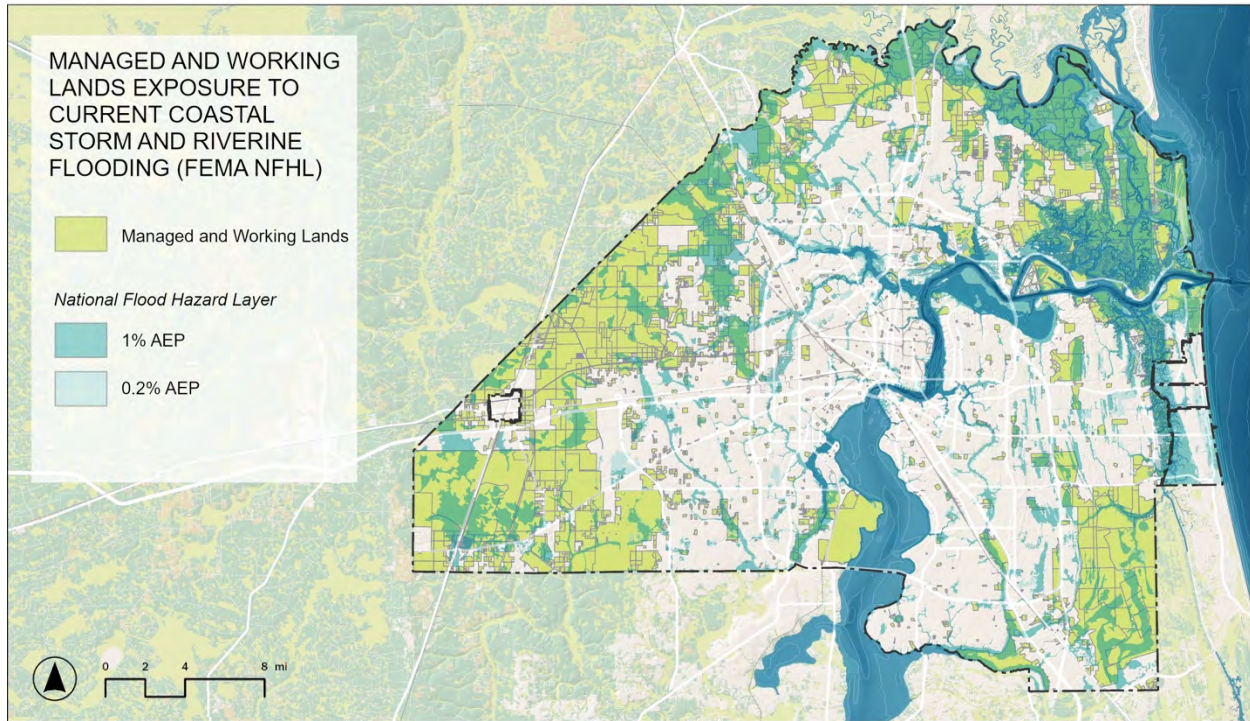 MANAGED AND WORKING
LANDS EXPOSURE TO
CURRENT COASTAL
STORM AND RIVERINE
FLOODING (FEMA NFHL)
Managed and Working Lands
National Flood Hazard Layer
1% AEP
0.2% AEP
0 2 4 8 mi